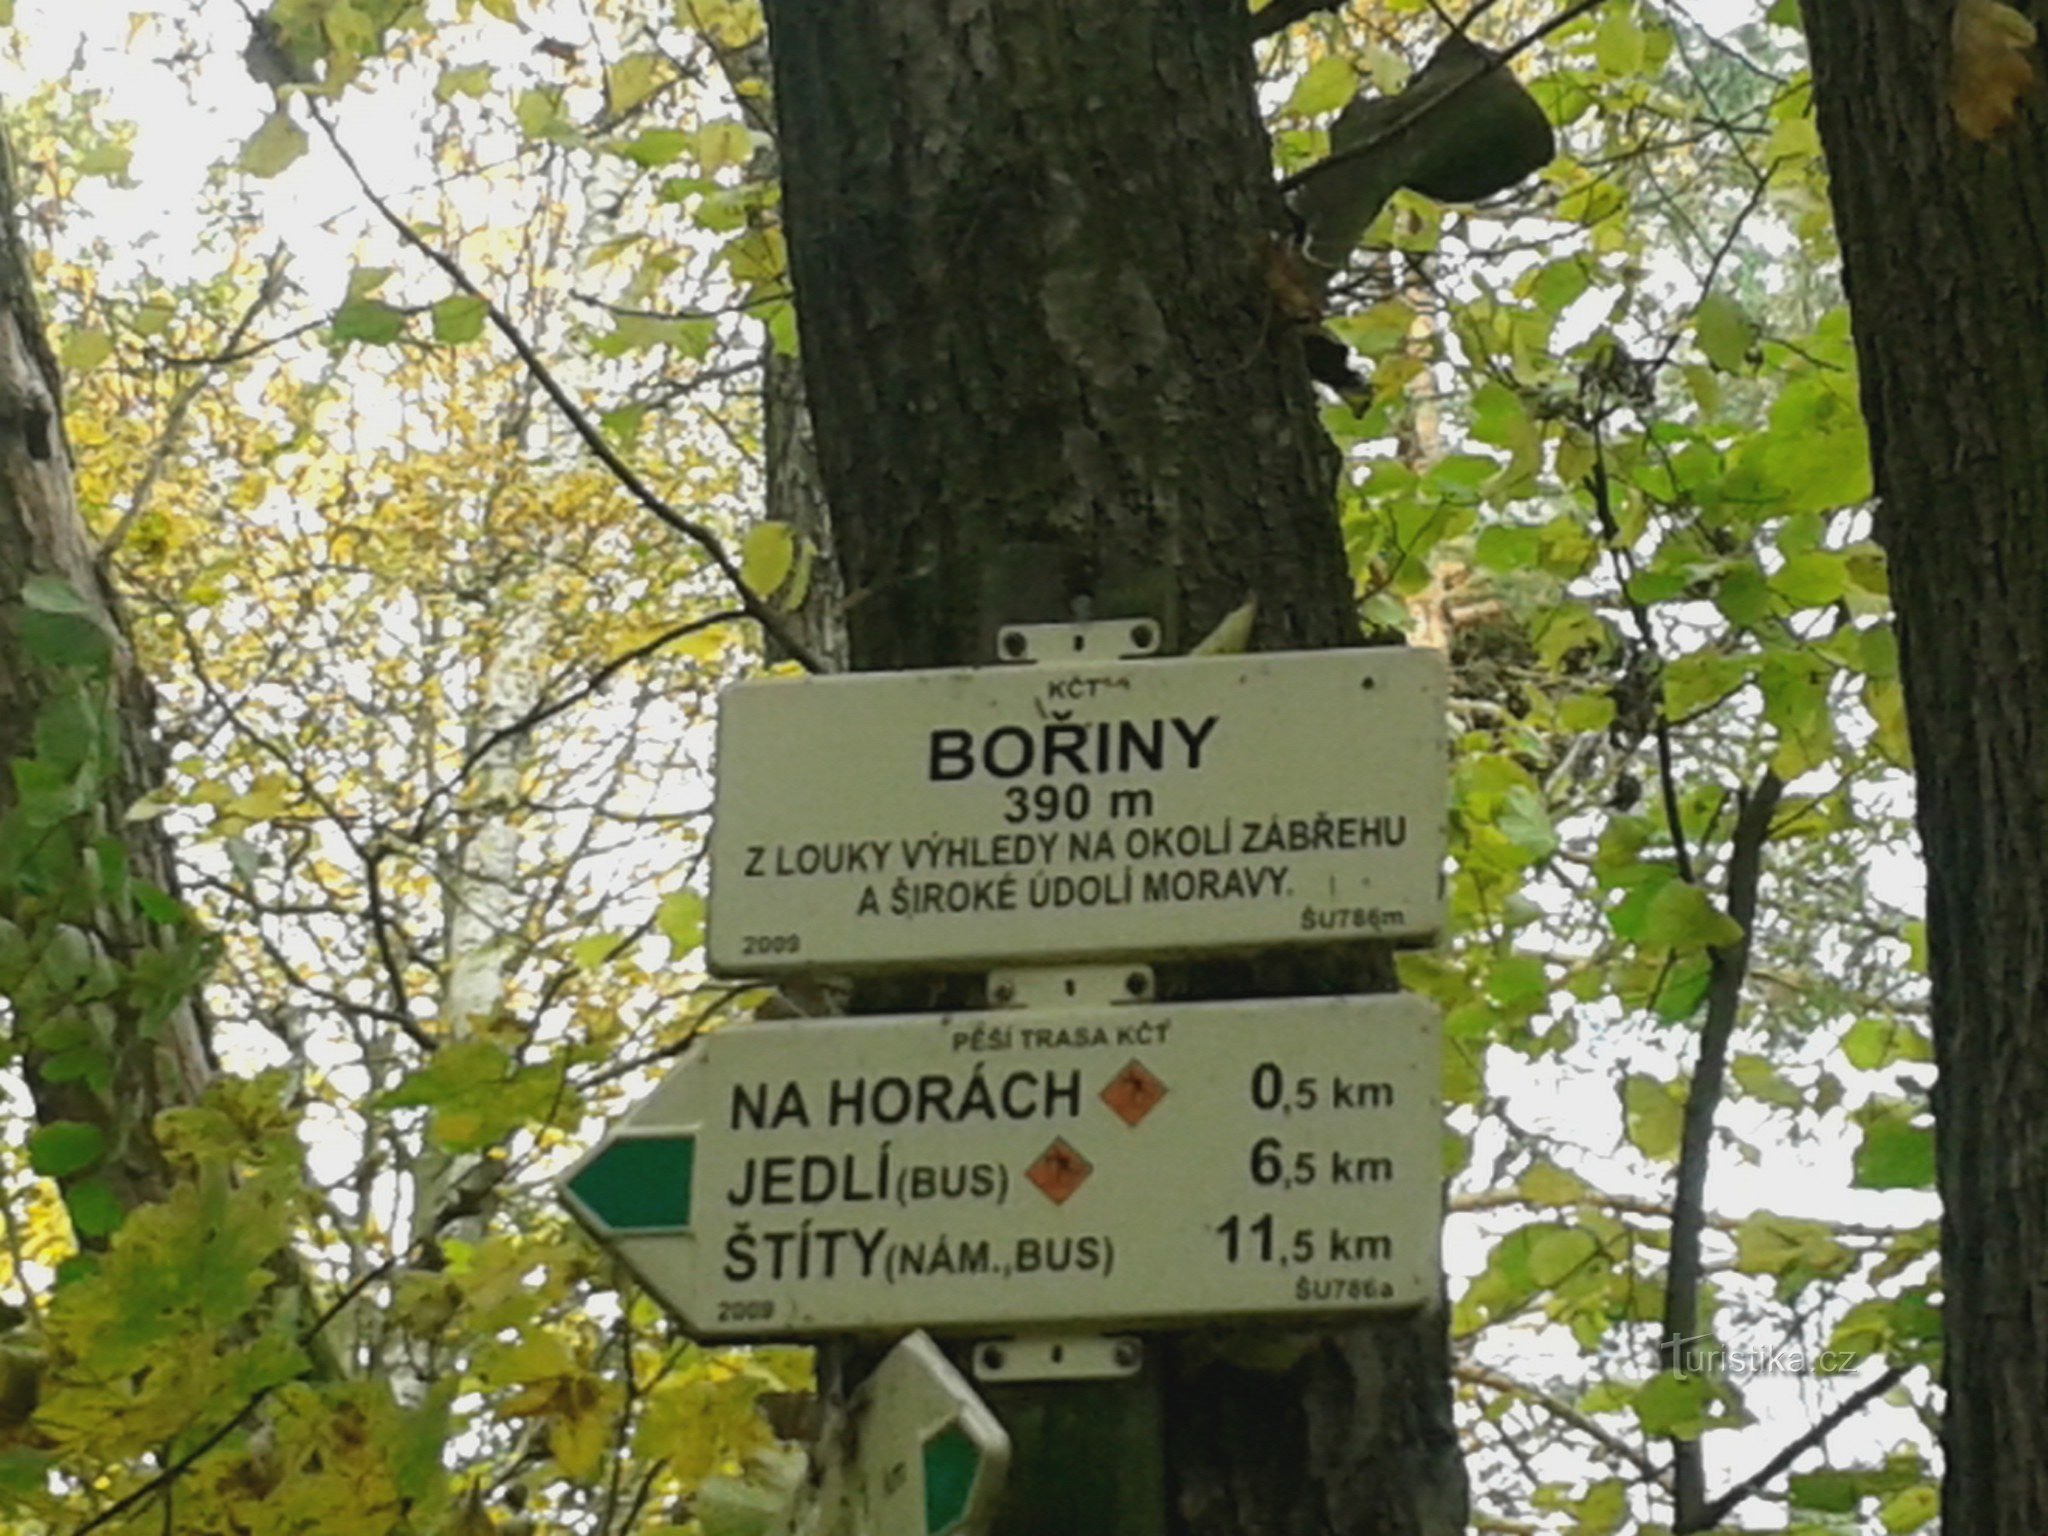 KČT
BOŘINY
390 m
Z LOUKY VÝHLEDY NA OKOLÍ ZÁBŘEHU
A ŠIROKÉ ÚDOLÍ MORAVY.
2009 ŠU786m
PĚŠÍ TRASA KČT
NA HORÁCH 0,5 km
JEDLÍ (BUS) 6,5 km
ŠTÍTY (NÁM.,BUS) 11,5 km
2009 ŠU786a
Turistika.cz